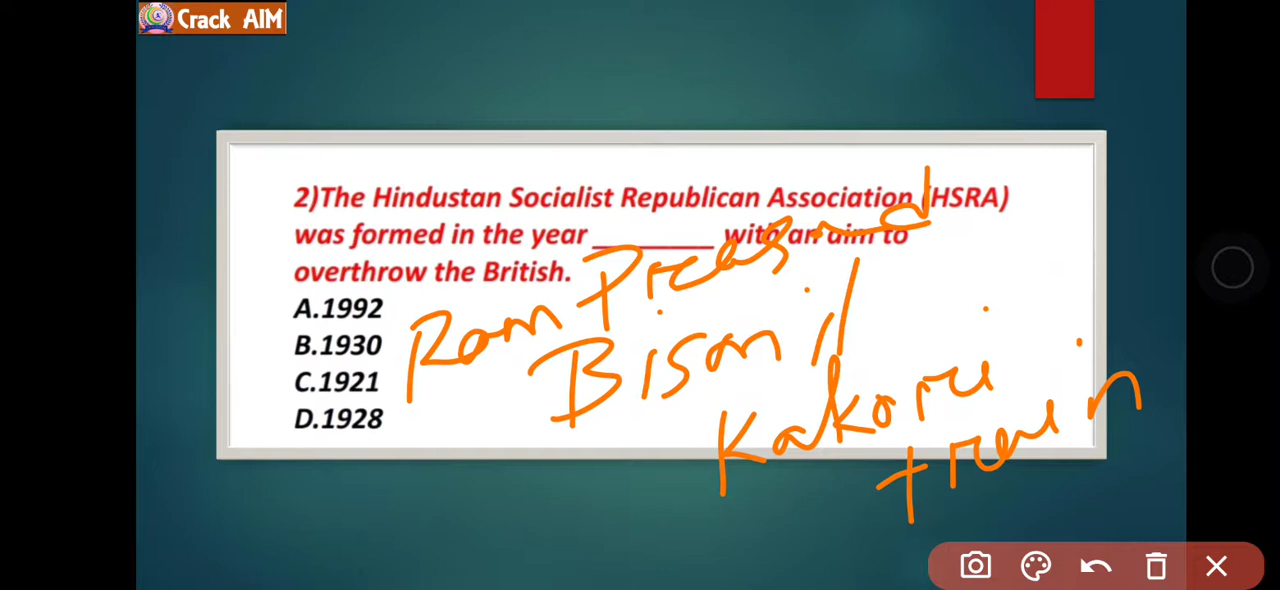 Crack AIM
2)The Hindustan Socialist Republican Association (HSRA)
was formed in the year ________ with an aim to
overthrow the British.
A.1992
B.1930
C.1921
D.1928
Ram Prasad
Bismil
Kakori
train